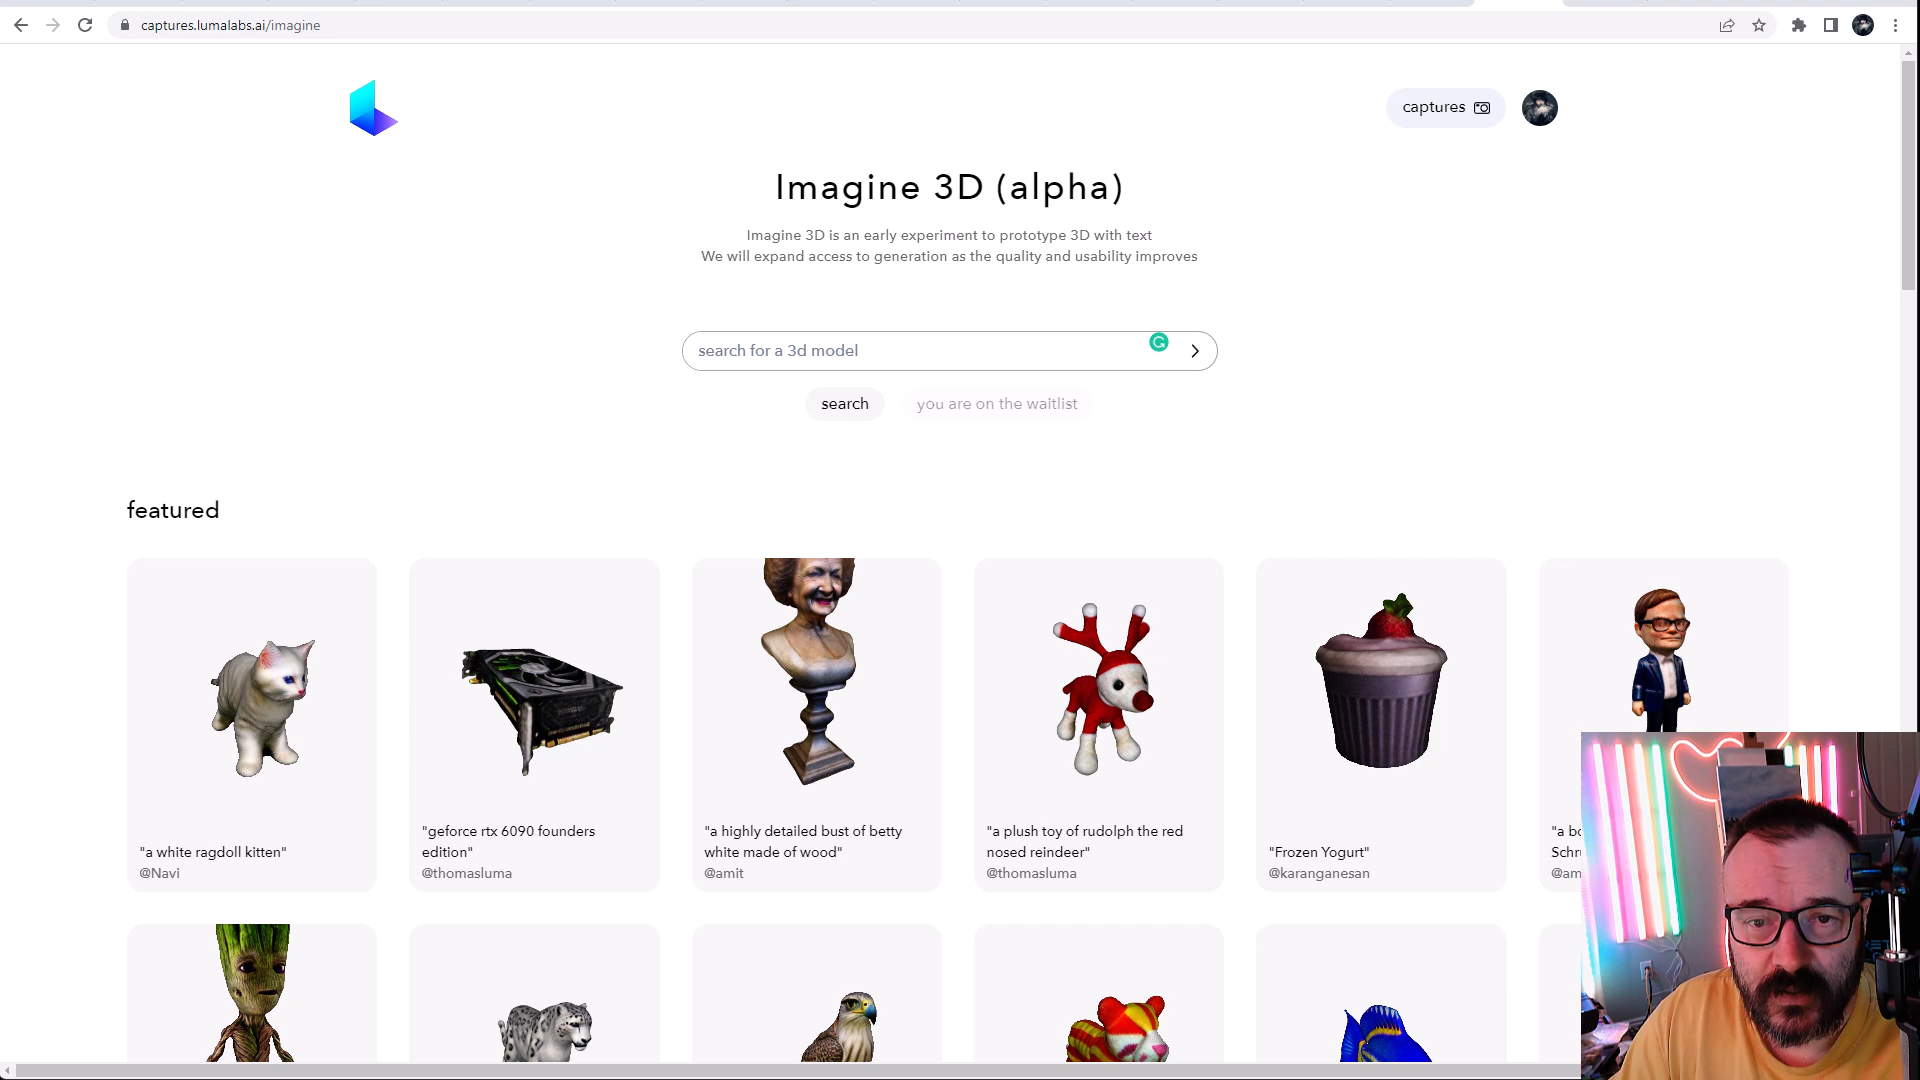 captures.lumalabs.ai/imagine
captures
Imagine 3D (alpha)
Imagine 3D is an early experiment to prototype 3D with text
We will expand access to generation as the quality and usability improves
search for a 3d model
search
you are on the waitlist
featured
"a white ragdoll kitten"
@Navi
"geforce rtx 6090 founders
edition"
@thomasluma
"a highly detailed bust of betty
white made of wood"
@amit
"a plush toy of rudolph the red
nosed reindeer"
@thomasluma
"Frozen Yogurt"
@karanganesan
"a